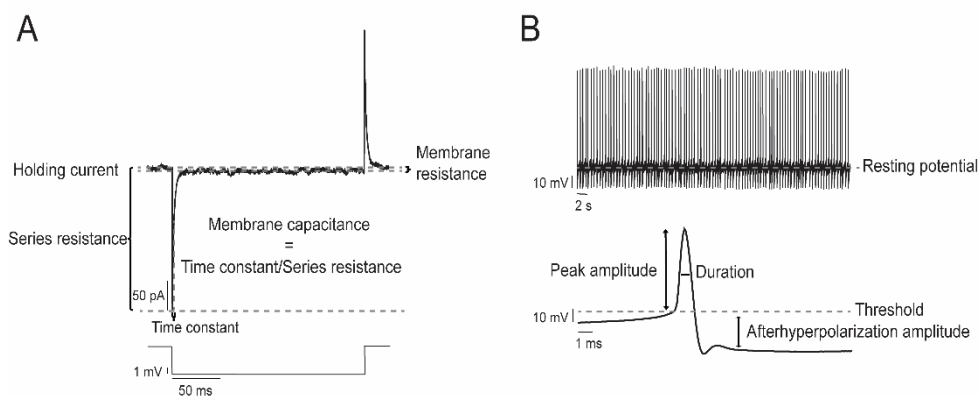 A
Holding current
Membrane
resistance
Series resistance
Membrane capacitance
=
Time constant/Series resistance
50 pA
Time constant
1 mV
50 ms
B
Resting potential
10 mV
2 s
Peak amplitude
Duration
Threshold
10 mV
Afterhyperpolarization amplitude
1 ms